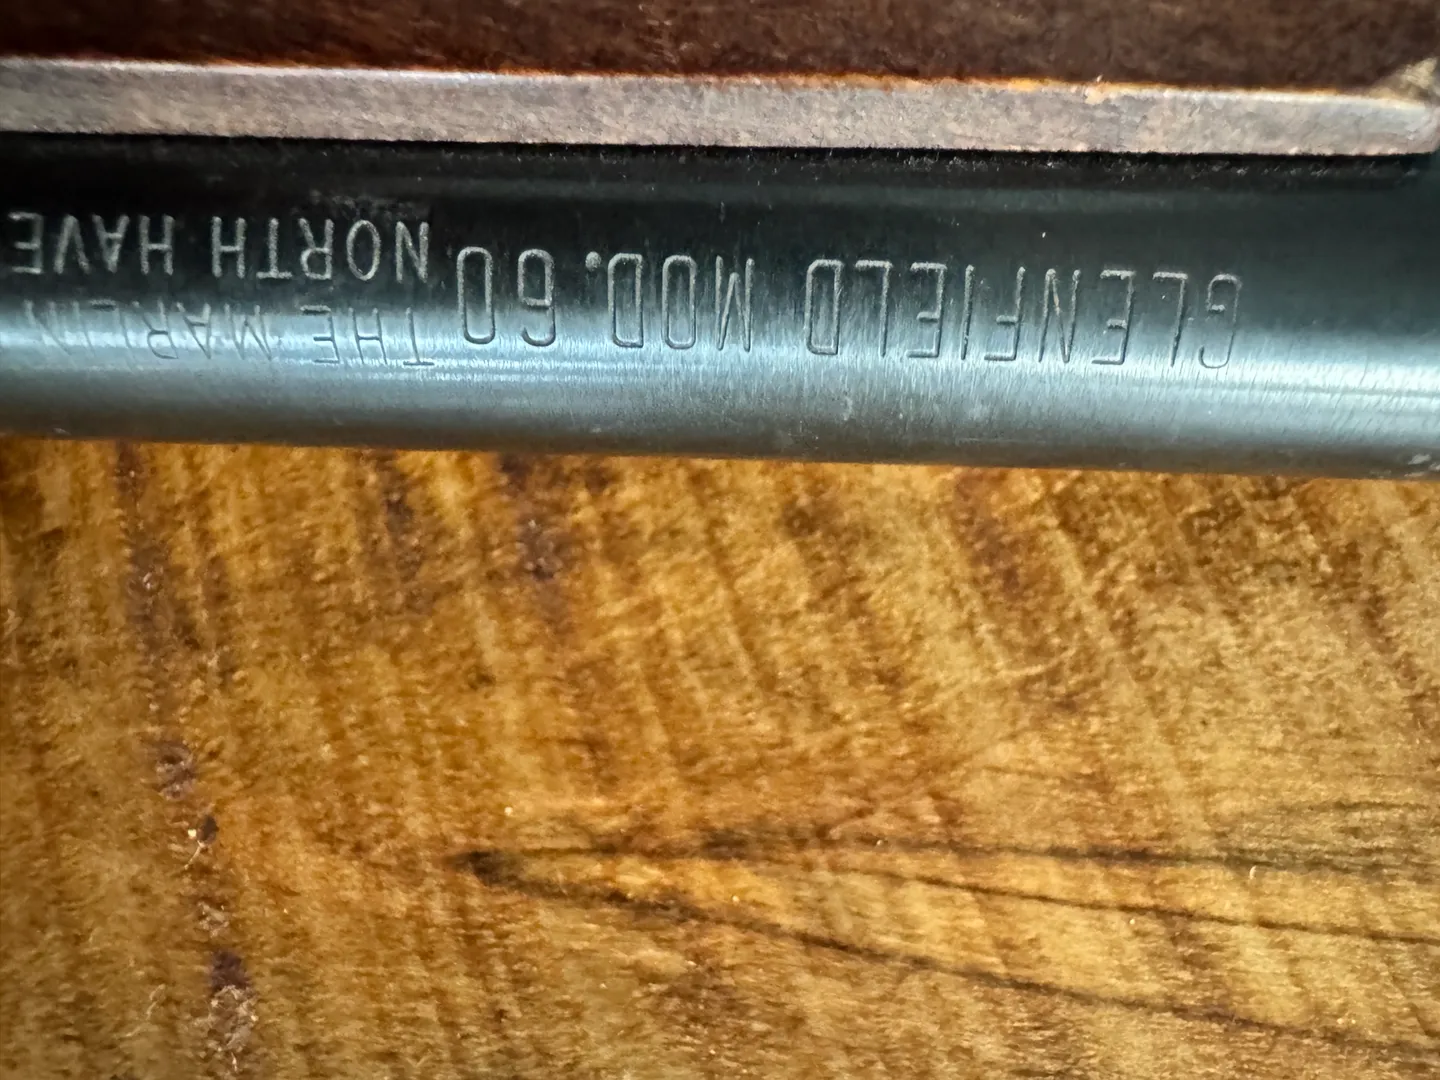 GLENFIELD MOD. 60
THE MARLIN
NORTH HAVE